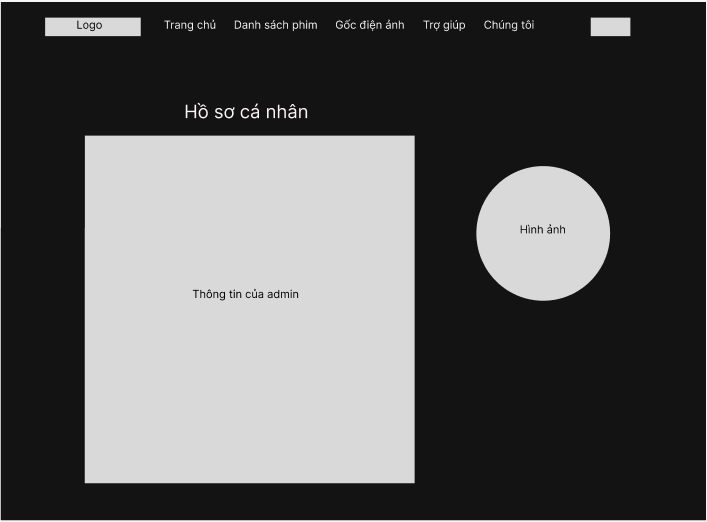 Logo Trang chủ Danh sách phim Gốc điện ảnh Trợ giúp Chúng tôi
Hồ sơ cá nhân
Hình ảnh
Thông tin của admin